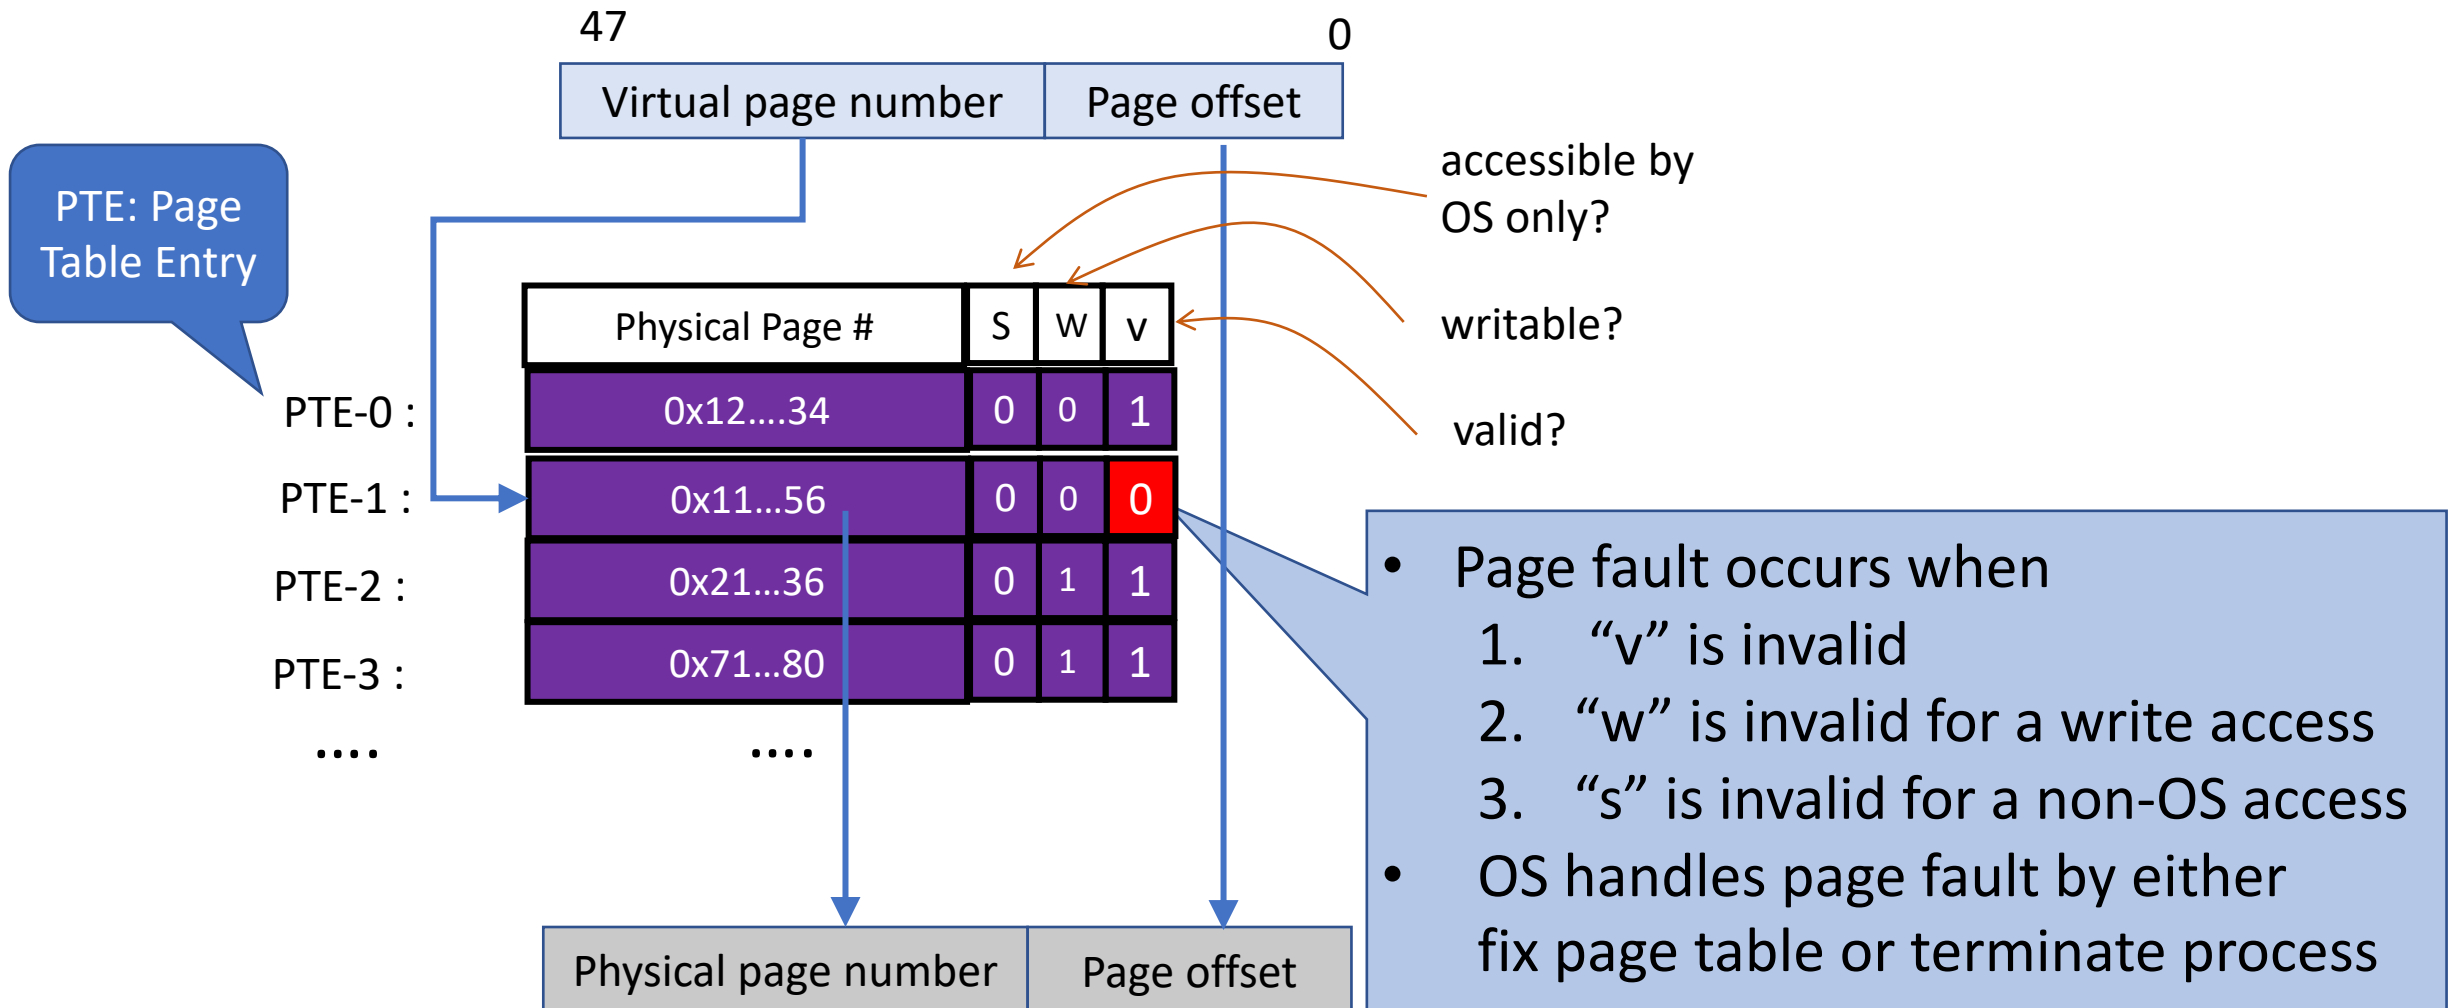 47
0
Virtual page number
Page offset
PTE: Page
Table Entry
accessible by
OS only?
writable?
valid?
Physical Page #
S
W
v
PTE-0 :
0x12....34
0
0
1
PTE-1 :
0x11...56
0
0
0
PTE-2 :
0x21...36
0
1
1
PTE-3 :
0x71...80
0
1
1
....
....
• Page fault occurs when
1. “v” is invalid
2. “w” is invalid for a write access
3. “s” is invalid for a non-OS access
• OS handles page fault by either
fix page table or terminate process
Physical page number
Page offset